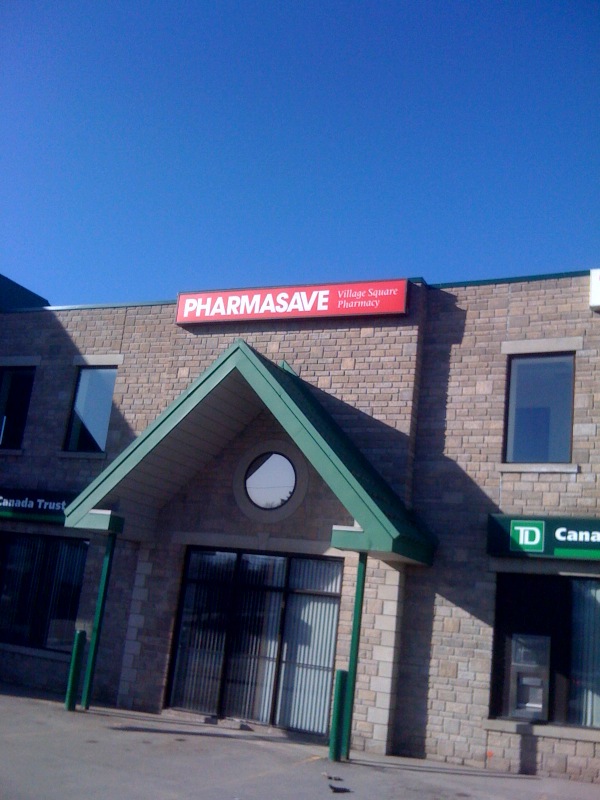 PHARMASAVE Village Square
Pharmacy
Canada Trust
TD Cana